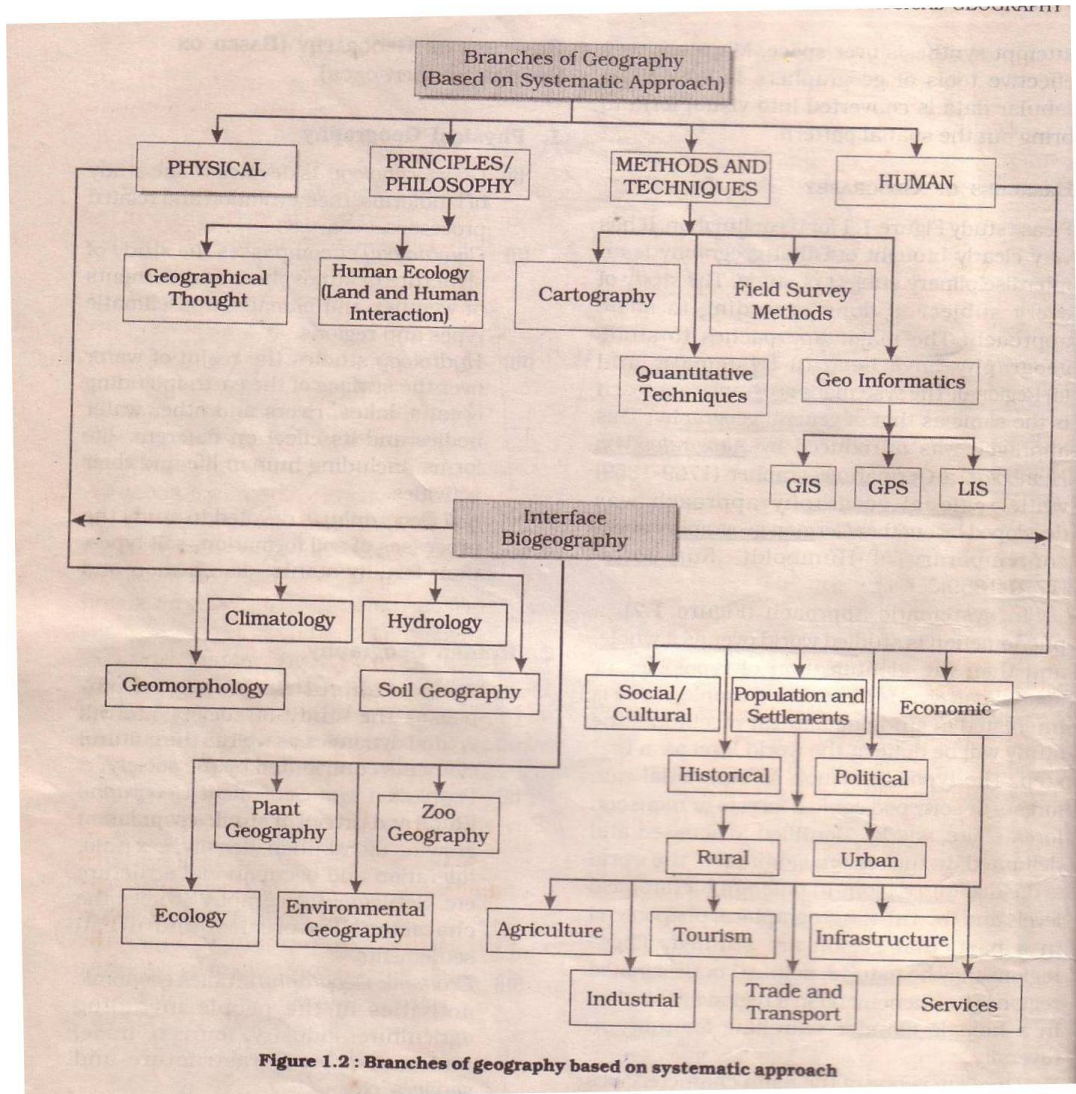 Branches of Geography
(Based on Systematic Approach)
PHYSICAL
PRINCIPLES/
PHILOSOPHY
METHODS AND
TECHNIQUES
HUMAN
Geographical
Thought
Human Ecology
(Land and Human
Interaction)
Cartography
Field Survey
Methods
Quantitative
Techniques
Geo Informatics
GIS
GPS
LIS
Interface
Biogeography
Climatology
Hydrology
Geomorphology
Soil Geography
Social/
Cultural
Population and
Settlements
Economic
Historical
Political
Plant
Geography
Zoo
Geography
Rural
Urban
Ecology
Environmental
Geography
Agriculture
Tourism
Infrastructure
Industrial
Trade and
Transport
Services
Figure 1.2 : Branches of geography based on systematic approach